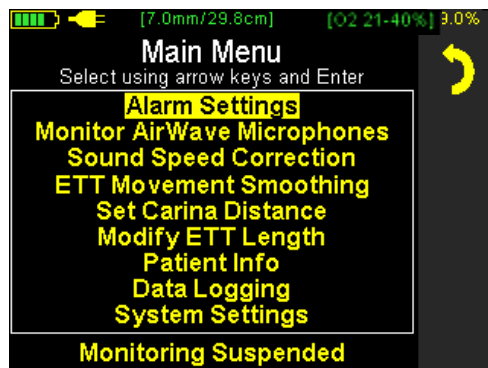 [7.0mm/29.8cm] [O2 21-40%] 9.0%
Main Menu
Select using arrow keys and Enter
Alarm Settings
Monitor AirWave Microphones
Sound Speed Correction
ETT Movement Smoothing
Set Carina Distance
Modify ETT Length
Patient Info
Data Logging
System Settings
Monitoring Suspended